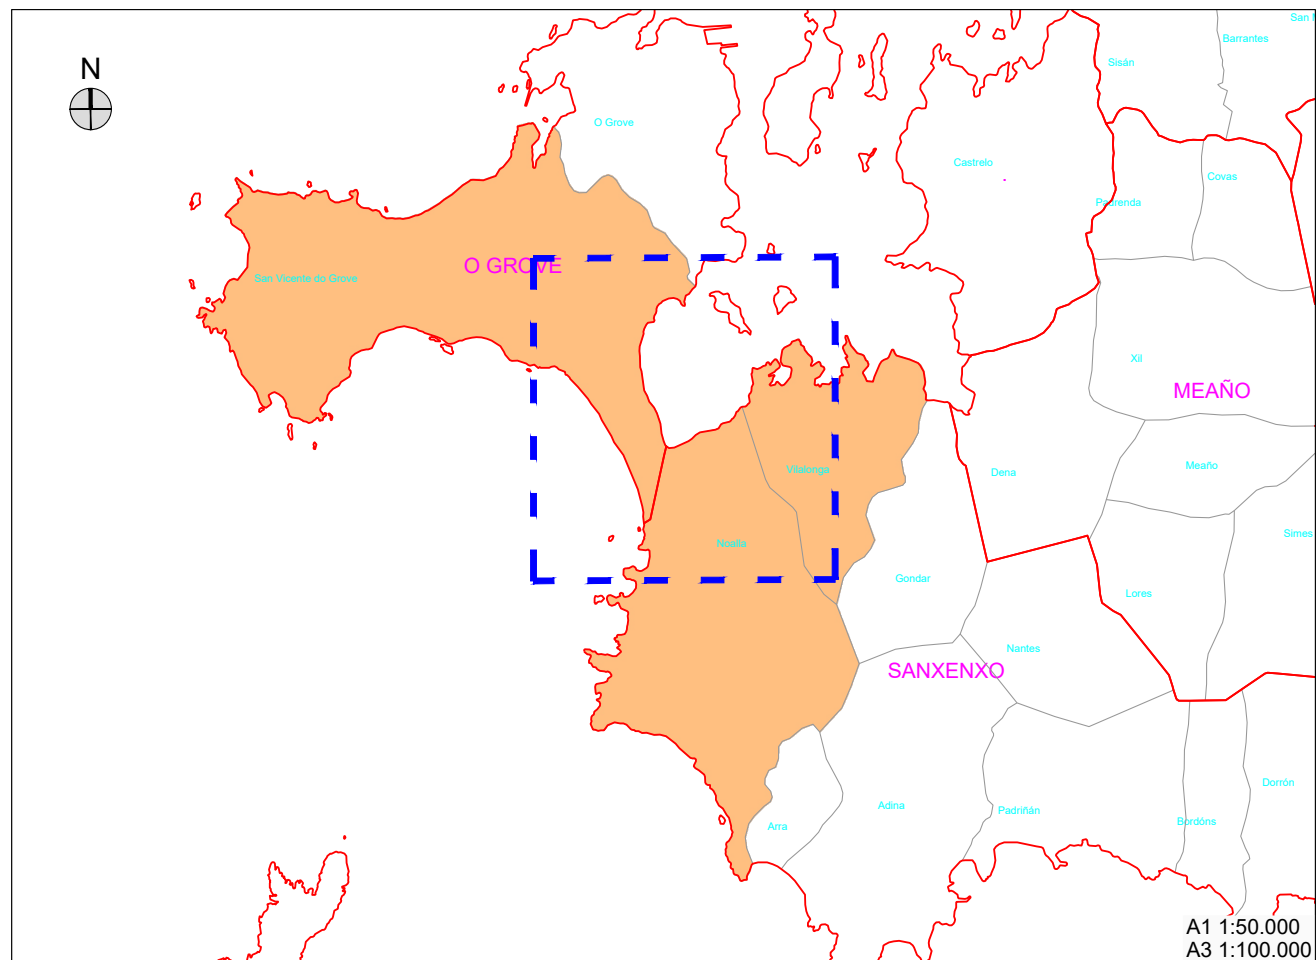 San
Barrantes
Sisán
N
O Grove
Castrelo
Covas
Padrenda
O GROVE
San Vicente do Grove
Xil
MEAÑO
Meaño
Vilalonga
Dena
Simes
Noalla
Gondar
Lores
Nantes
SANXENXO
Dorrón
Adina
Padriñán
Bordóns
Arra
A1 1:50.000
A3 1:100.000